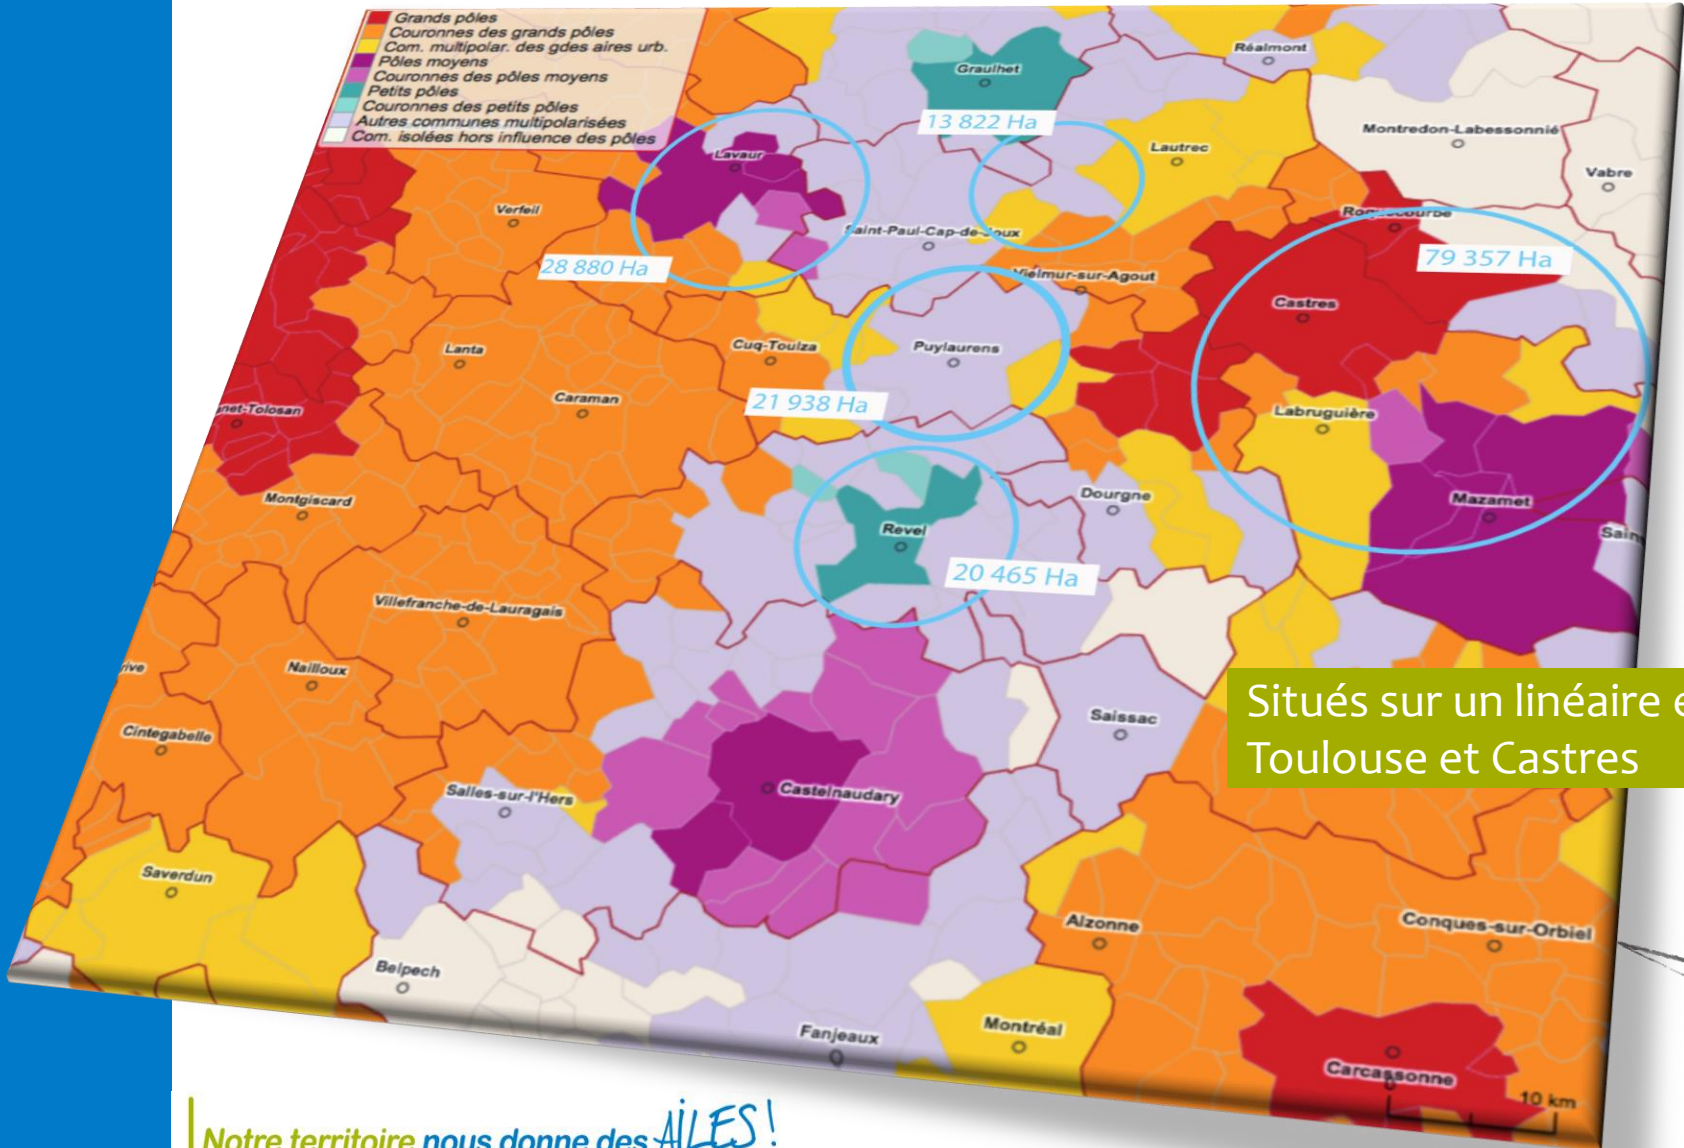 Grands pôles
Couronnes des grands pôles
Com. multipolar. des gdes aires urb.
Pôles moyens
Couronnes des pôles moyens
Petits pôles
Couronnes des petits pôles
Autres communes multipolarisées
Com. isolées hors influence des pôles
Réalmont
Graulhet
13 822 Ha
Montredon-Labessonnié
Lautrec
Lavaur
Vabre
Verfeil
Roquecourbe
Saint-Paul-Cap-de-Joux
79 357 Ha
28 880 Ha
Vielmur-sur-Agout
Castres
Lanta
Cuq-Toulza
Puylaurens
Caraman
21 938 Ha
net-Tolosan
Labruguière
Montgiscard
Dourgne
Mazamet
Revel
Sain
20 465 Ha
Villefranche-de-Lauragais
rive
Nailloux
Situés sur un linéaire e
Toulouse et Castres
Saissac
Cintegabelle
Castelnaudary
Salles-sur-l'Hers
Saverdun
Alzonne
Conques-sur-Orbiel
Belpech
Fanjeaux
Montréal
Carcassonne
10 km
Notre territoire nous donne des AiLES !